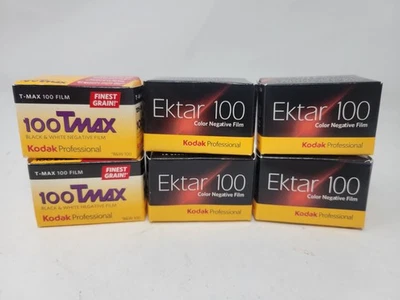 T-MAX 100 FILM
FINEST
GRAIN!
100TMAX
BLACK & WHITE NEGATIVE FILM
Kodak Professional
Ektar 100
Color Negative Film
Kodak Professional
Ektar 100
Color Negative Film
Kodak Professional
T-MAX 100 FILM
FINEST
GRAIN!
100TMAX
BLACK & WHITE NEGATIVE FILM
Kodak Professional
Ektar 100
Color Negative Film
Kodak Professional
Ektar 100
Color Negative Film
Kodak Professional